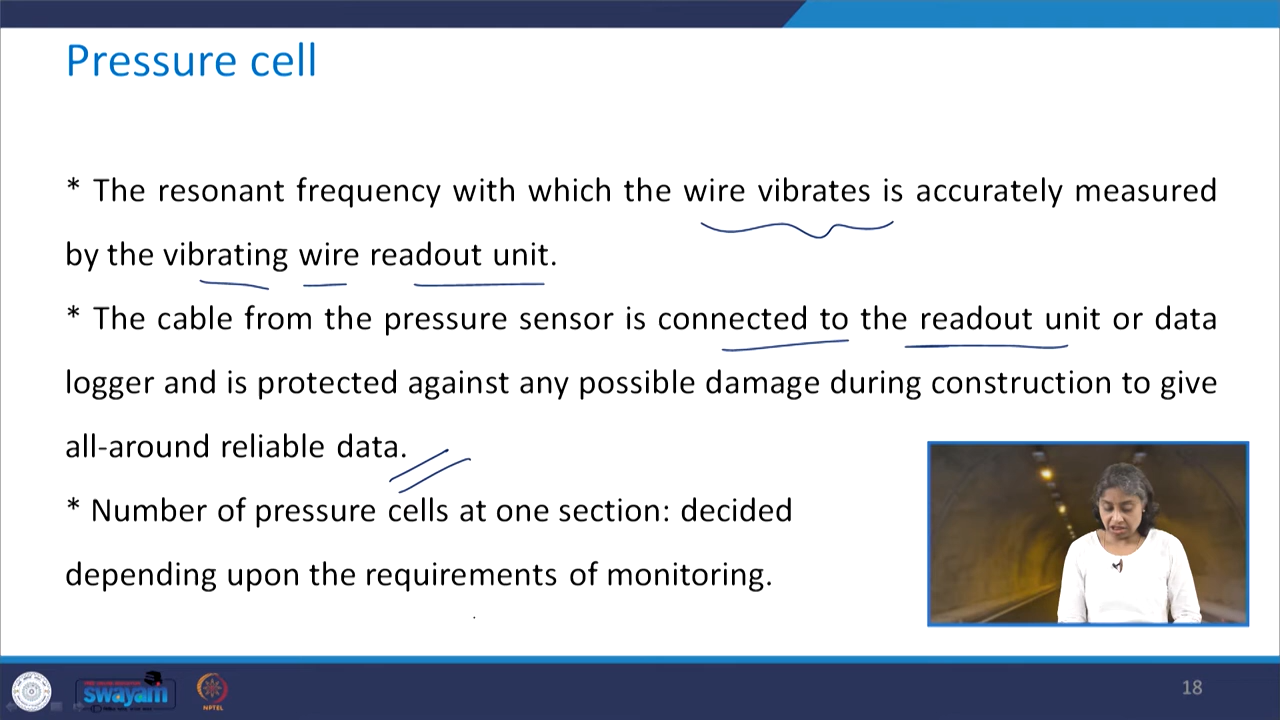 Pressure cell
* The resonant frequency with which the wire vibrates is accurately measured
by the vibrating wire readout unit.
* The cable from the pressure sensor is connected to the readout unit or data
logger and is protected against any possible damage during construction to give
all-around reliable data.
* Number of pressure cells at one section: decided
depending upon the requirements of monitoring.
swayam
NPTEL
18